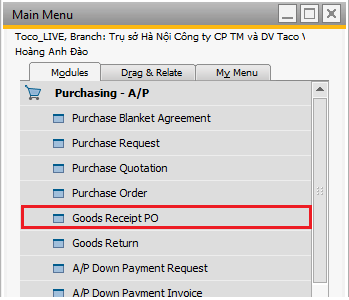 Main Menu
Toco_LIVE, Branch: Trụ sở Hà Nội Công ty CP TM và DV Taco
Hoàng Anh Đào
Modules Drag & Relate My Menu
Purchasing - A/P
Purchase Blanket Agreement
Purchase Request
Purchase Quotation
Purchase Order
Goods Receipt PO
Goods Return
A/P Down Payment Request
A/P Down Payment Invoice